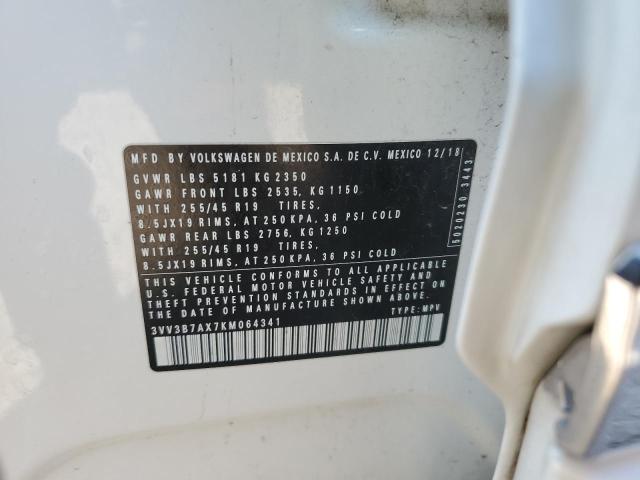 MFD BY VOLKSWAGEN DE MEXICO S.A. DE C.V. MEXICO 12/18
GVWR LBS 5181 KG 2350
GAWR FRONT LBS 2535, KG 1150
WITH 255/45 R19 TIRES,
8.5JX19 RIMS, AT 250 KPA, 36 PSI COLD
GAWR REAR LBS 2756, KG 1250
WITH 255/45 R19 TIRES,
8.5JX19 RIMS, AT 250 KPA, 36 PSI COLD
THIS VEHICLE CONFORMS TO ALL APPLICABLE
U.S. FEDERAL MOTOR VEHICLE SAFETY AND
THEFT PREVENTION STANDARDS IN EFFECT ON
THE DATE OF MANUFACTURE SHOWN ABOVE.
3VV3B7AX7KM064341 TYPE: MPV
5020230 3443